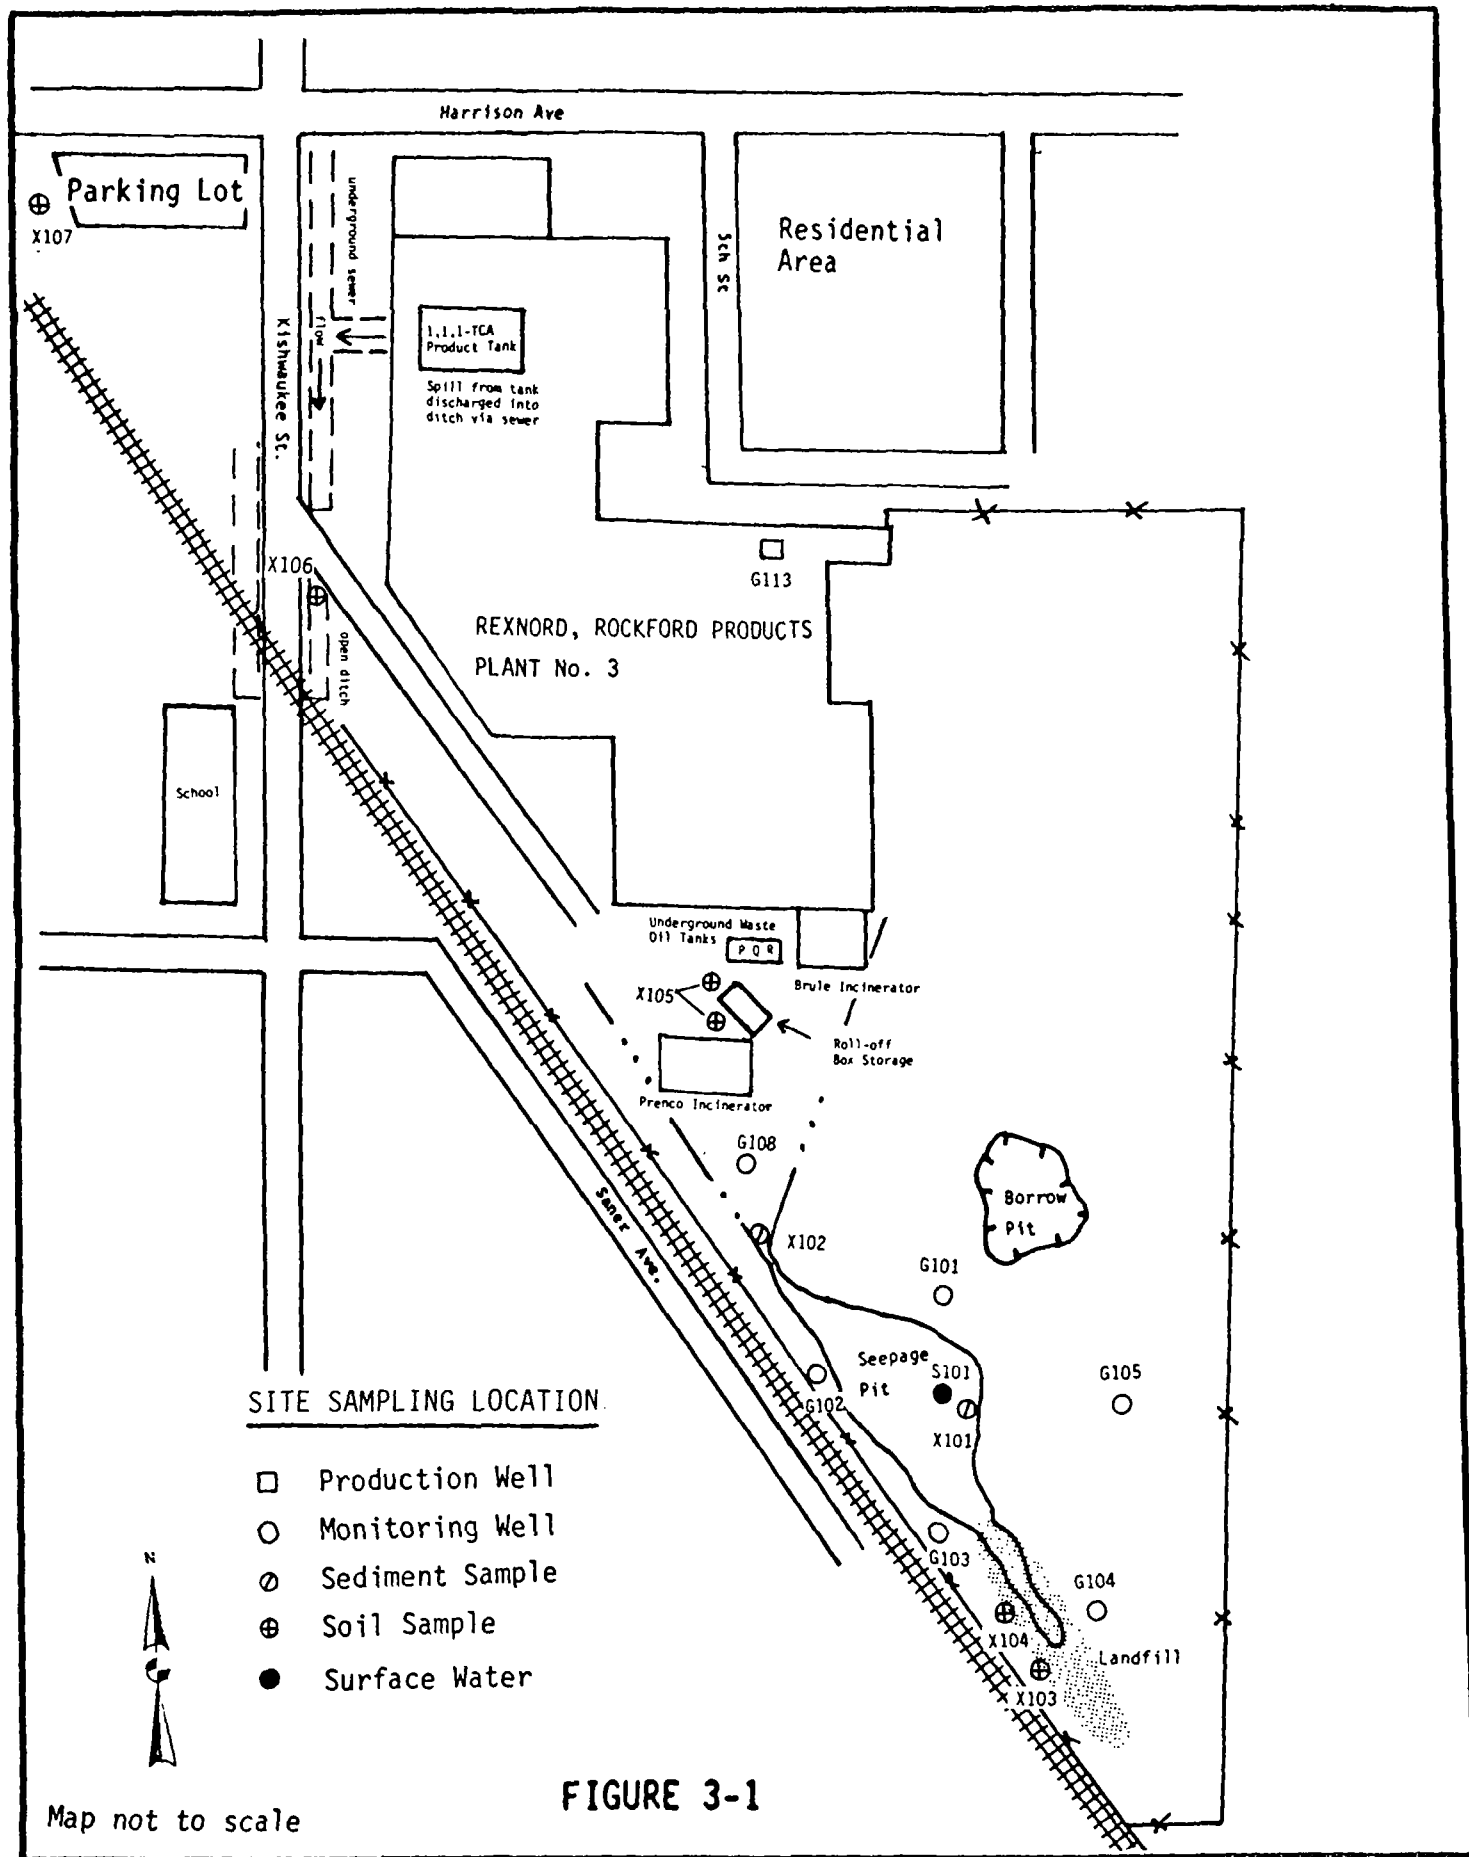 Harrison Ave
Parking Lot
X107
underground sewer
flow
Kishwaukee St.
1,1,1-TCA
Product Tank
Spill from tank
discharged into
ditch via sewer
Sch St
Residential
Area
X106
open ditch
G113
REXNORD, ROCKFORD PRODUCTS
PLANT No. 3
School
Underground Waste
Oil Tanks
P Q R
Brule Incinerator
X105
Roll-off
Box Storage
Prenco Incinerator
G108
X102
Saner Ave.
Borrow
Pit
G101
Seepage
Pit
S101
X101
G102
G105
G103
G104
X104
Landfill
X103
SITE SAMPLING LOCATION
Production Well
Monitoring Well
Sediment Sample
Soil Sample
Surface Water
N
FIGURE 3-1
Map not to scale